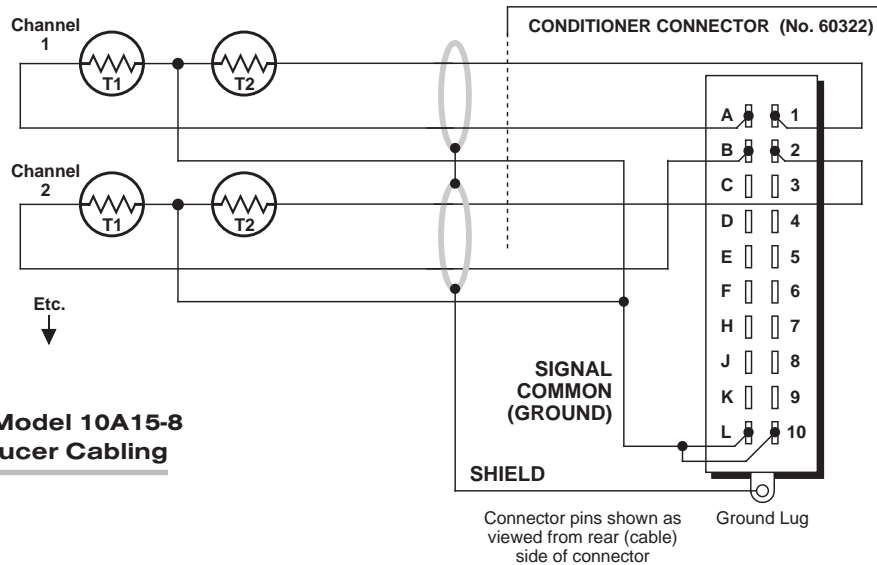 CONDITIONER CONNECTOR (No. 60322)
Channel
1
T1
T2
Channel
2
T1
T2
Etc.
A 1
B 2
C 3
D 4
E 5
F 6
H 7
J 8
K 9
L 10
SIGNAL
COMMON
(GROUND)
Model 10A15-8
ucer Cabling
SHIELD
Connector pins shown as
viewed from rear (cable)
side of connector
Ground Lug